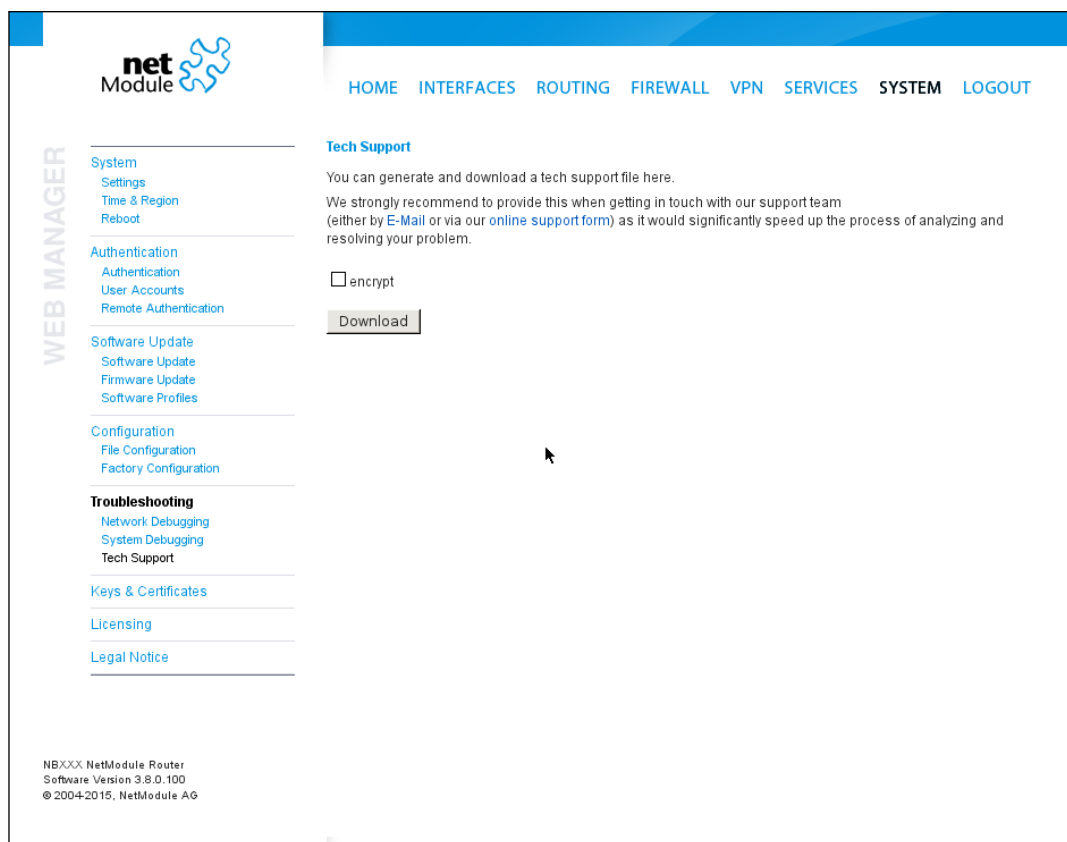 net
Module
HOME INTERFACES ROUTING FIREWALL VPN SERVICES SYSTEM LOGOUT
WEB MANAGER
System
Settings
Time & Region
Reboot
Authentication
Authentication
User Accounts
Remote Authentication
Software Update
Software Update
Firmware Update
Software Profiles
Configuration
File Configuration
Factory Configuration
Troubleshooting
Network Debugging
System Debugging
Tech Support
Keys & Certificates
Licensing
Legal Notice
Tech Support
You can generate and download a tech support file here.
We strongly recommend to provide this when getting in touch with our support team
(either by E-Mail or via our online support form) as it would significantly speed up the process of analyzing and
resolving your problem.
encrypt
Download
NBXXX NetModule Router
Software Version 3.8.0.100
© 2004-2015, NetModule AG